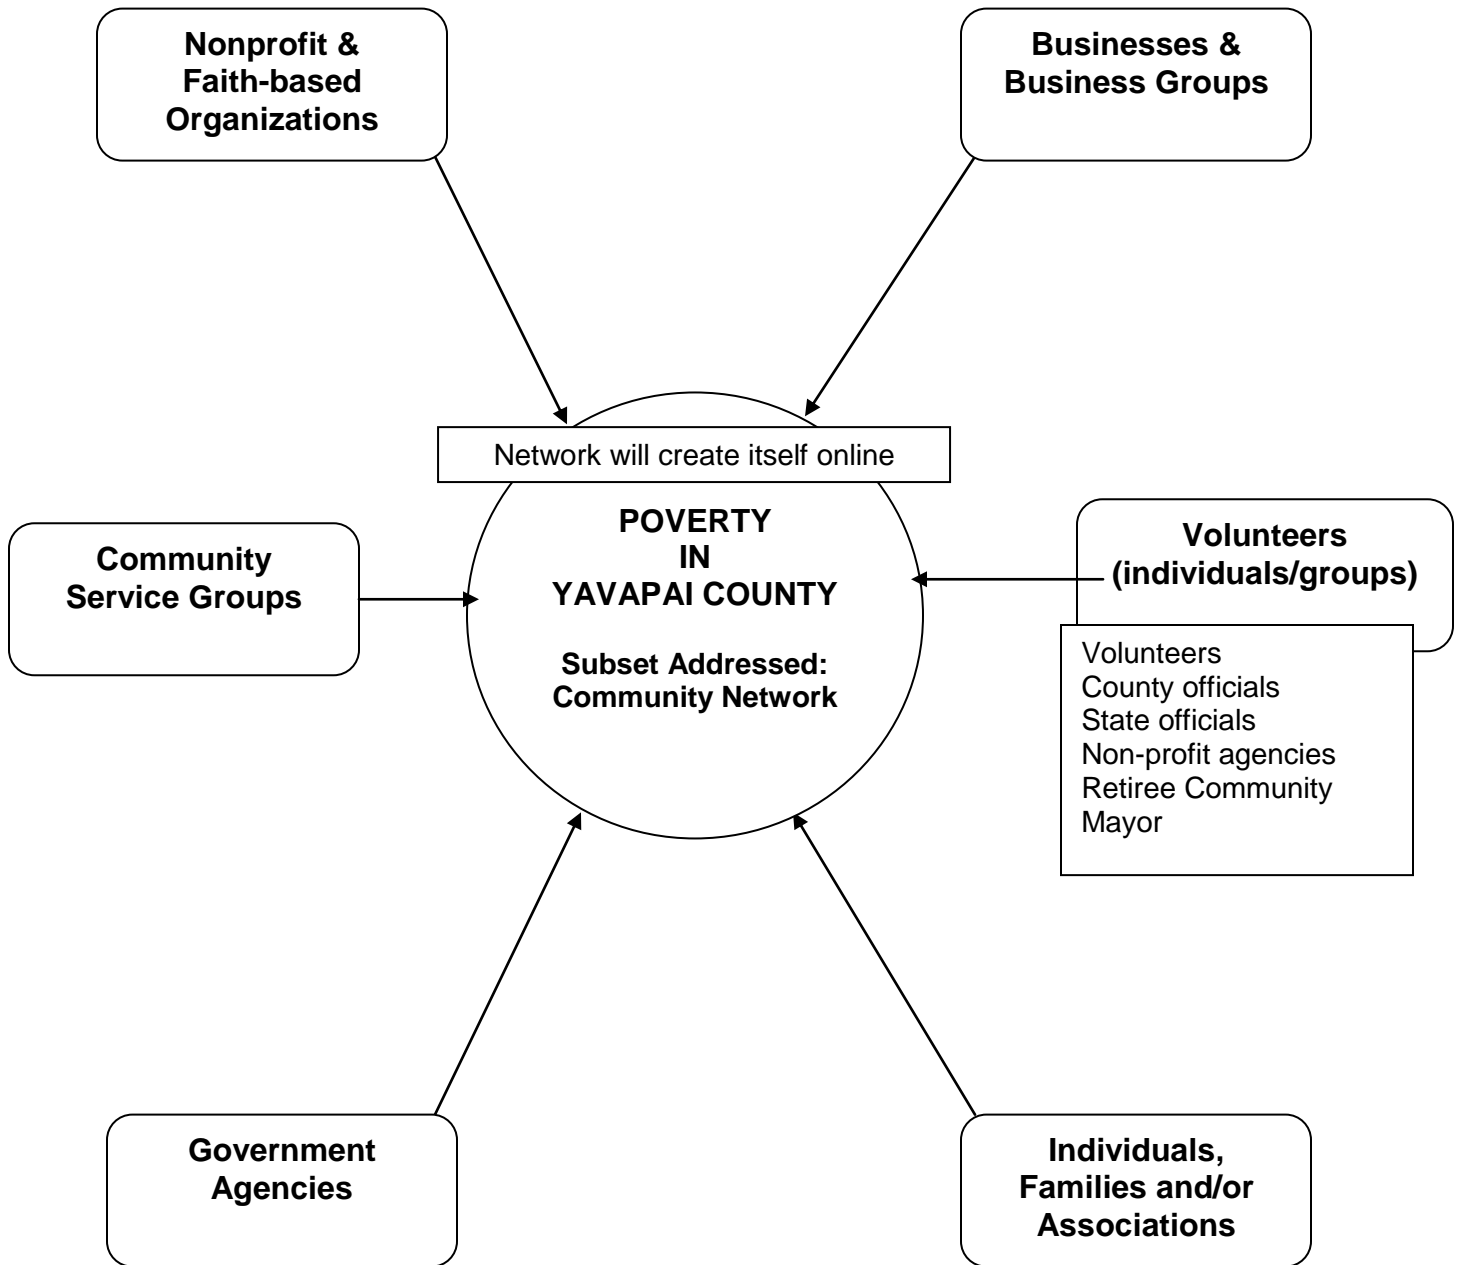 Nonprofit &
Faith-based
Organizations
Businesses &
Business Groups
Network will create itself online
POVERTY
IN
YAVAPAI COUNTY
Subset Addressed:
Community Network
Community
Service Groups
Volunteers
(individuals/groups)
Volunteers
County officials
State officials
Non-profit agencies
Retiree Community
Mayor
Government
Agencies
Individuals,
Families and/or
Associations